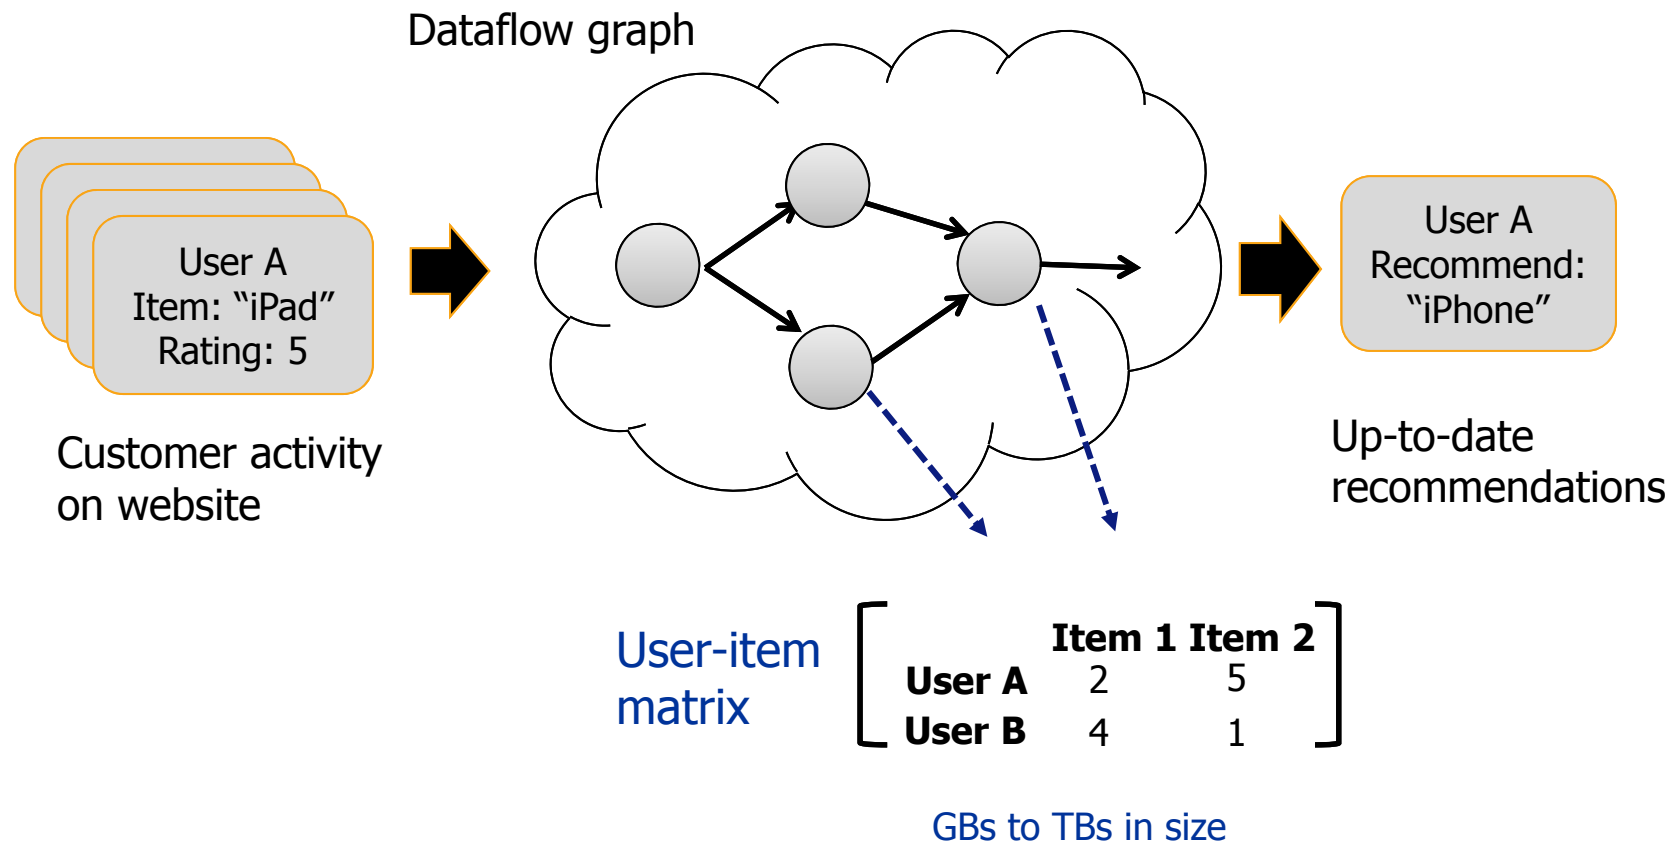 Dataflow graph
User A
Item: “iPad”
Rating: 5
Customer activity
on website
User A
Recommend:
“iPhone”
Up-to-date
recommendations
User-item
matrix
Item 1 Item 2
User A 2 5
User B 4 1
GBs to TBs in size